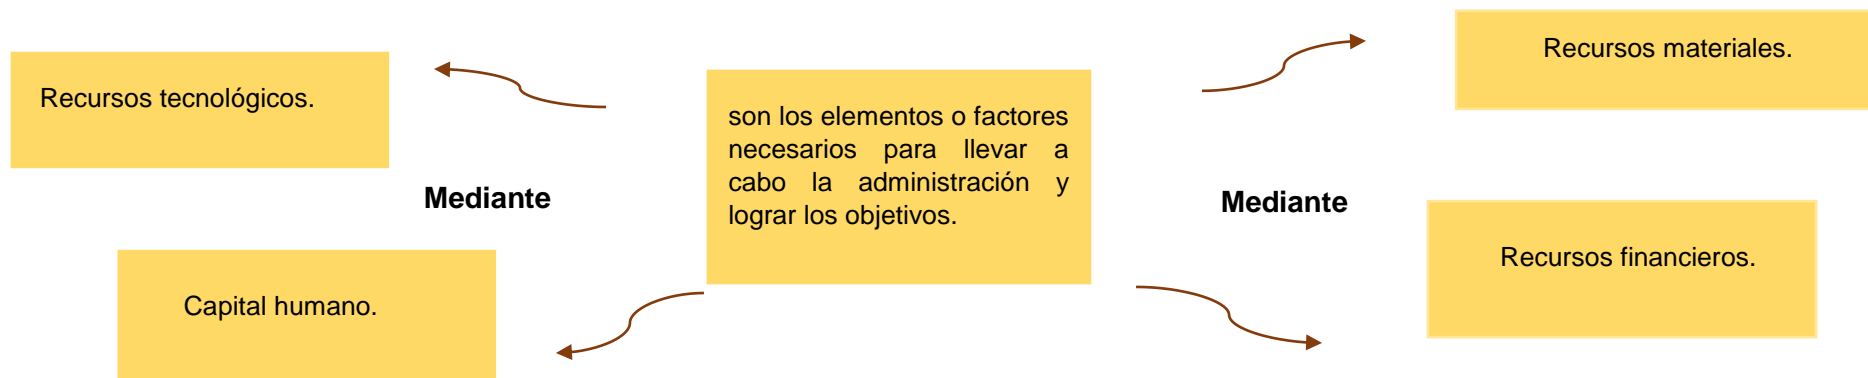 Recursos tecnológicos.
Mediante
Capital humano.
son los elementos o factores
necesarios para llevar a
cabo la administración y
lograr los objetivos.
Recursos materiales.
Mediante
Recursos financieros.